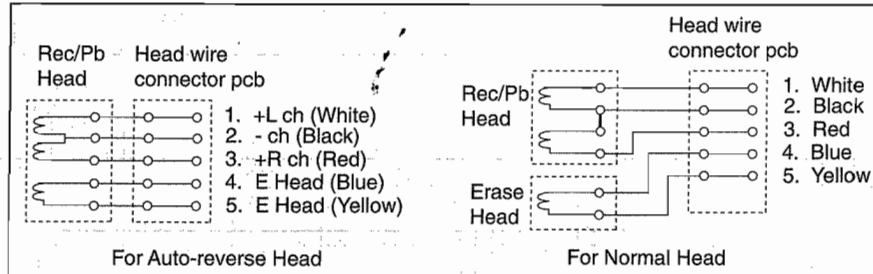 Rec/Pb
Head
Head wire
connector pcb
1. +L ch (White)
2. - ch (Black)
3. +R ch (Red)
4. E Head (Blue)
5. E Head (Yellow)
For Auto-reverse Head
Head wire
connector pcb
Rec/Pb
Head
1. White
2. Black
3. Red
4. Blue
5. Yellow
Erase
Head
For Normal Head